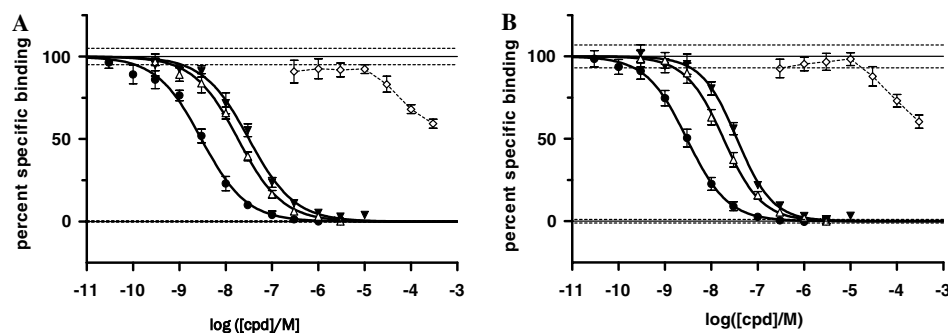 A
percent specific binding
100
50
0
-11 -10 -9 -8 -7 -6 -5 -4 -3
log ([cpd]/M]
B
percent specific binding
100
50
0
-11 -10 -9 -8 -7 -6 -5 -4 -3
log([cpd]/M)